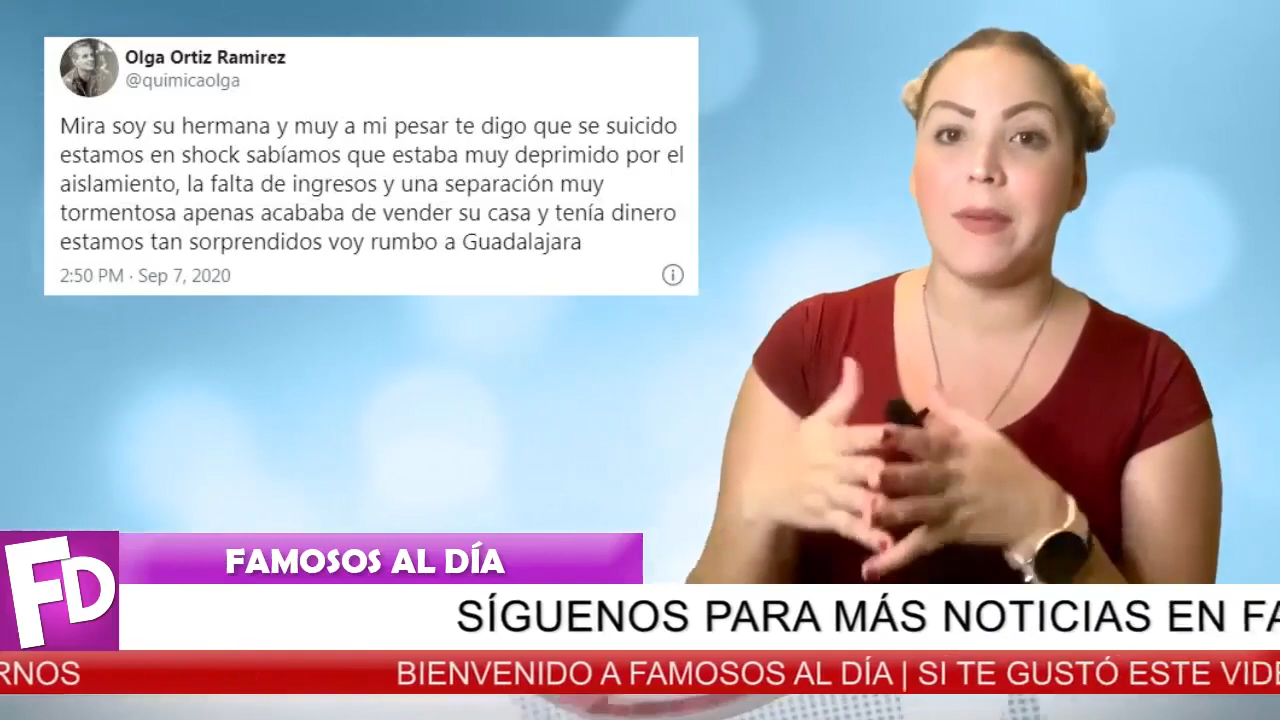 Olga Ortiz Ramirez
@quimicaolga
Mira soy su hermana y muy a mi pesar te digo que se suicido
estamos en shock sabíamos que estaba muy deprimido por el
aislamiento, la falta de ingresos y una separación muy
tormentosa apenas acababa de vender su casa y tenía dinero
estamos tan sorprendidos voy rumbo a Guadalajara
2:50 PM · Sep 7, 2020
FD
FAMOSOS AL DÍA
SÍGUENOS PARA MÁS NOTICIAS EN FA
RNOS BIENVENIDO A FAMOSOS AL DÍA | SI TE GUSTÓ ESTE VIDE